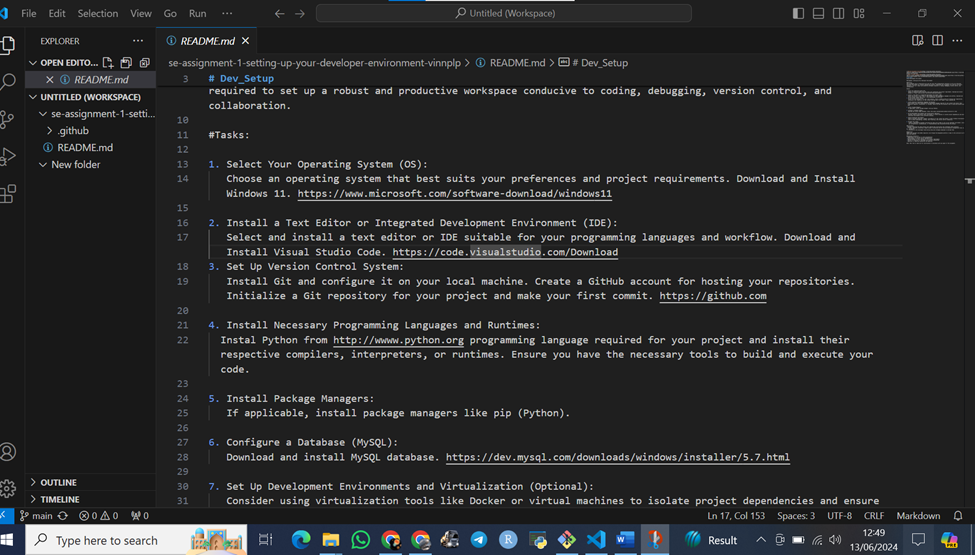 File Edit Selection View Go Run ··· Untitled (Workspace)
EXPLORER ··· README.md
OPEN EDITO... se-assignment-1-setting-up-your-developer-environment-vinnplp > README.md > # Dev_Setup
README.md
UNTITLED (WORKSPACE)
se-assignment-1-setti...
.github
README.md
New folder
OUTLINE
TIMELINE
3 # Dev_Setup
required to set up a robust and productive workspace conducive to coding, debugging, version control, and
collaboration.
10
11 #Tasks:
12
13 1. Select Your Operating System (OS):
14 Choose an operating system that best suits your preferences and project requirements. Download and Install
Windows 11. https://www.microsoft.com/software-download/windows11
15
16 2. Install a Text Editor or Integrated Development Environment (IDE):
17 Select and install a text editor or IDE suitable for your programming languages and workflow. Download and
Install Visual Studio Code. https://code.visualstudio.com/Download
18 3. Set Up Version Control System:
19 Install Git and configure it on your local machine. Create a GitHub account for hosting your repositories.
Initialize a Git repository for your project and make your first commit. https://github.com
20
21 4. Install Necessary Programming Languages and Runtimes:
22 Instal Python from http://wwww.python.org programming language required for your project and install their
respective compilers, interpreters, or runtimes. Ensure you have the necessary tools to build and execute your
code.
23
24 5. Install Package Managers:
25 If applicable, install package managers like pip (Python).
26
27 6. Configure a Database (MySQL):
28 Download and install MySQL database. https://dev.mysql.com/downloads/windows/installer/5.7.html
29
30 7. Set Up Development Environments and Virtualization (Optional):
31 Consider using virtualization tools like Docker or virtual machines to isolate project dependencies and ensure
main 0 0 0 Ln 17, Col 153 Spaces: 3 UTF-8 CRLF Markdown
Type here to search Result 12:49
13/06/2024